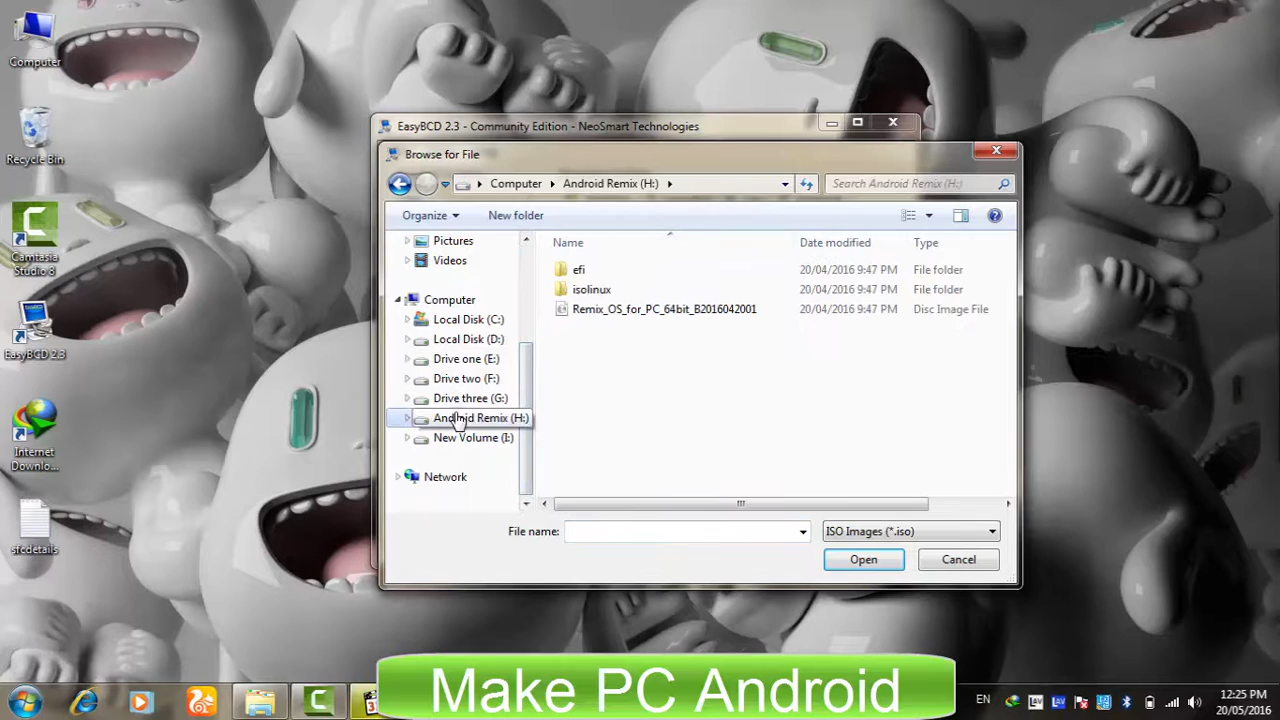 Computer
Recycle Bin
Camtasia
Studio 8
EasyBCD 2.3
Internet
Downlo...
sfcdetails
EasyBCD 2.3 - Community Edition - NeoSmart Technologies
Browse for File
Computer Android Remix (H:)
Search Android Remix (H:)
Organize New folder
Pictures
Videos
Computer
Local Disk (C:)
Local Disk (D:)
Drive one (E:)
Drive two (F:)
Drive three (G:)
Android Remix (H:)
New Volume (I:)
Network
Name Date modified Type
efi 20/04/2016 9:47 PM File folder
isolinux 20/04/2016 9:47 PM File folder
Remix_OS_for_PC_64bit_B2016042001 20/04/2016 9:47 PM Disc Image File
File name: ISO Images (*.iso)
Open Cancel
Make PC Android
EN
12:25 PM
20/05/2016